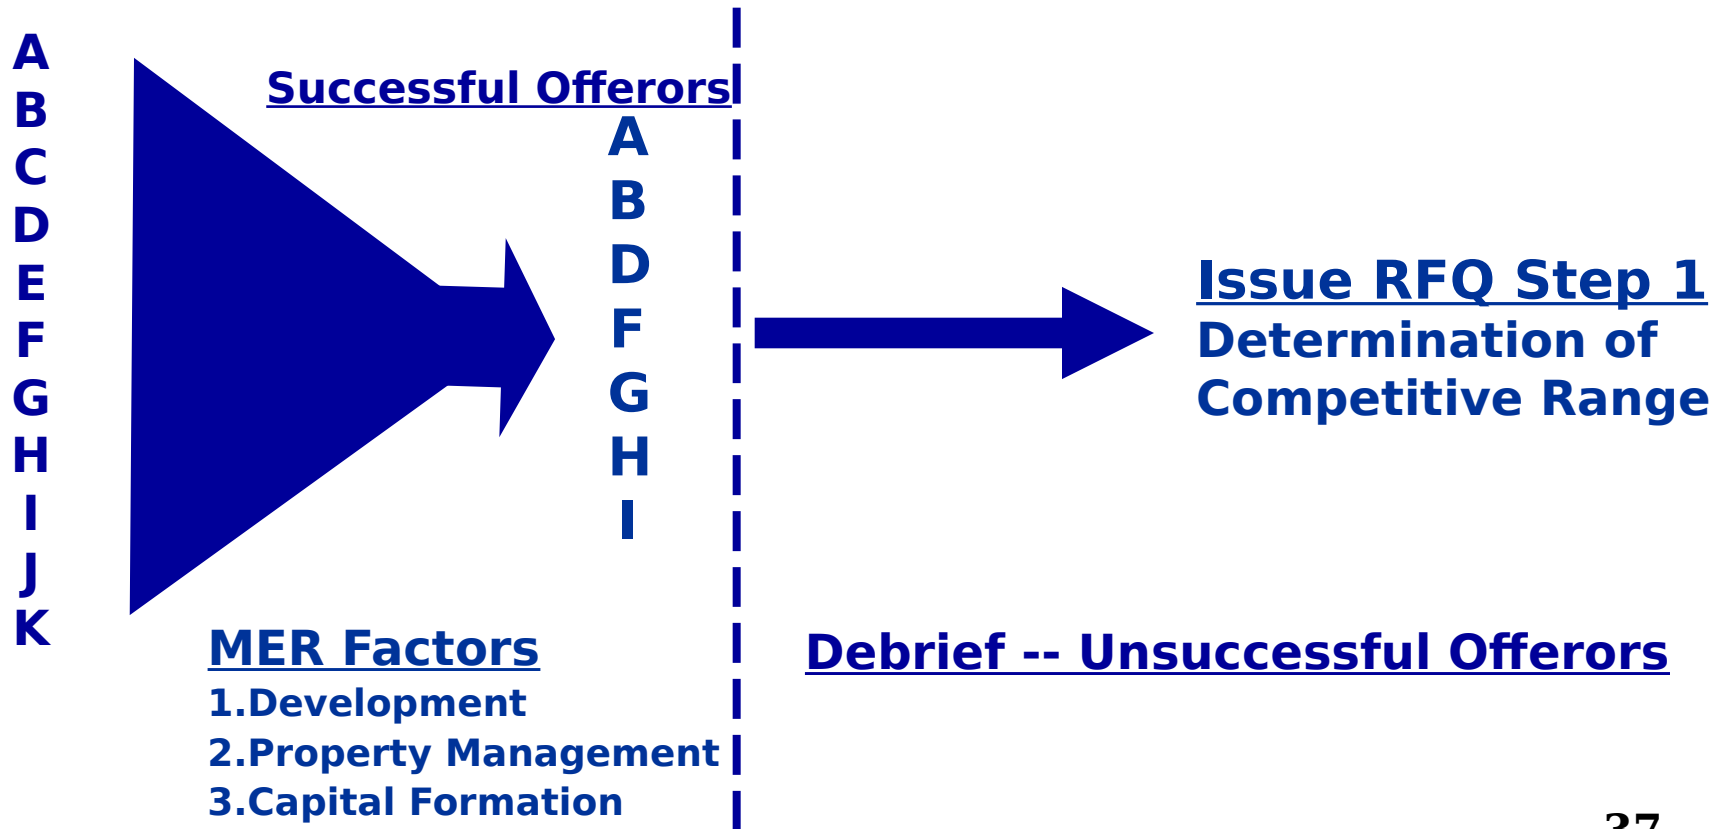 A
B
C
D
E
F
G
H
I
J
K
Successful Offerors
A
B
D
F
G
H
I
MER Factors
1.Development
2.Property Management
3.Capital Formation
Issue RFQ Step 1
Determination of
Competitive Range
Debrief -- Unsuccessful Offerors
37